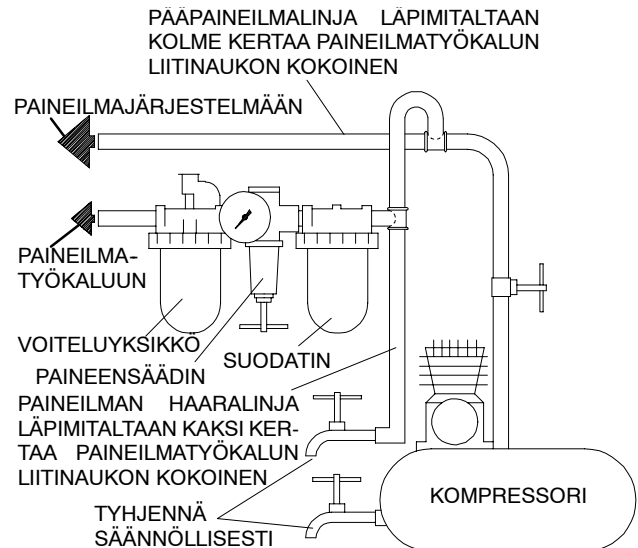 PÄÄPAINEILMALINJA LÄPIMITALTAAN
KOLME KERTAA PAINEILMATYÖKALUN
LIITINAUKON KOKOINEN
PAINEILMAJÄRJESTELMÄÄN
PAINEILMA-
TYÖKALUUN
VOITELUYKSIKKÖ
SUODATIN
PAINEENSÄÄDIN
PAINEILMAN HAARALINJA
LÄPIMITALTAAN KAKSI KER-
TAA PAINEILMATYÖKALUN
LIITINAUKON KOKOINEN
KOMPRESSORI
TYHJENNÄ
SÄÄNNÖLLISESTI